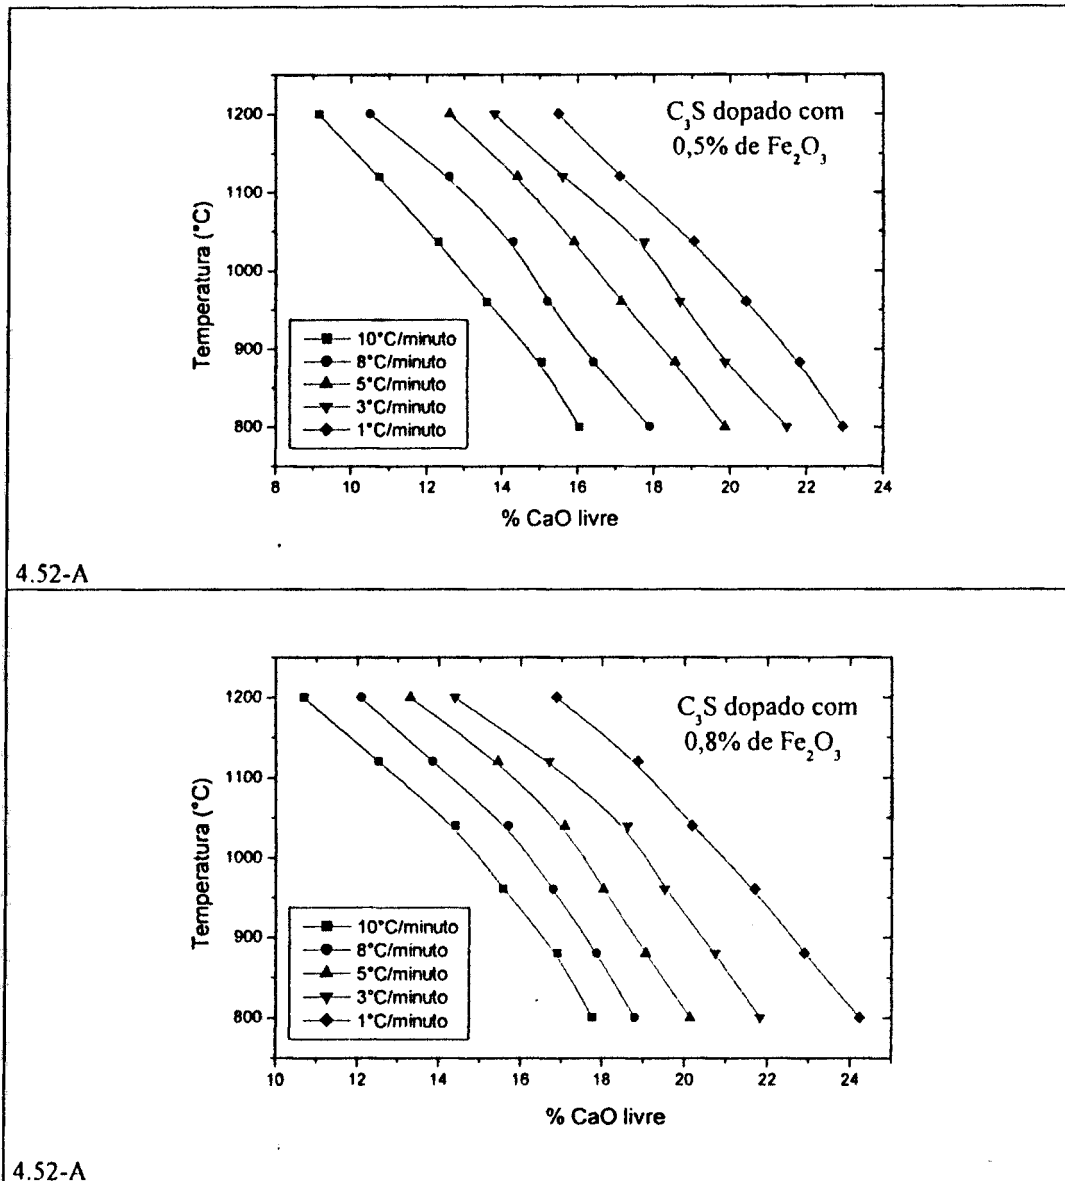 C₃S dopado com
0,5% de Fe₂O₃
Temperatura (°C)
1200
1100
1000
900
800
10°C/minuto
8°C/minuto
5°C/minuto
3°C/minuto
1°C/minuto
8 10 12 14 16 18 20 22 24
% CaO livre
4.52-A
C₃S dopado com
0,8% de Fe₂O₃
Temperatura (°C)
1200
1100
1000
900
800
10°C/minuto
8°C/minuto
5°C/minuto
3°C/minuto
1°C/minuto
10 12 14 16 18 20 22 24
% CaO livre
4.52-A